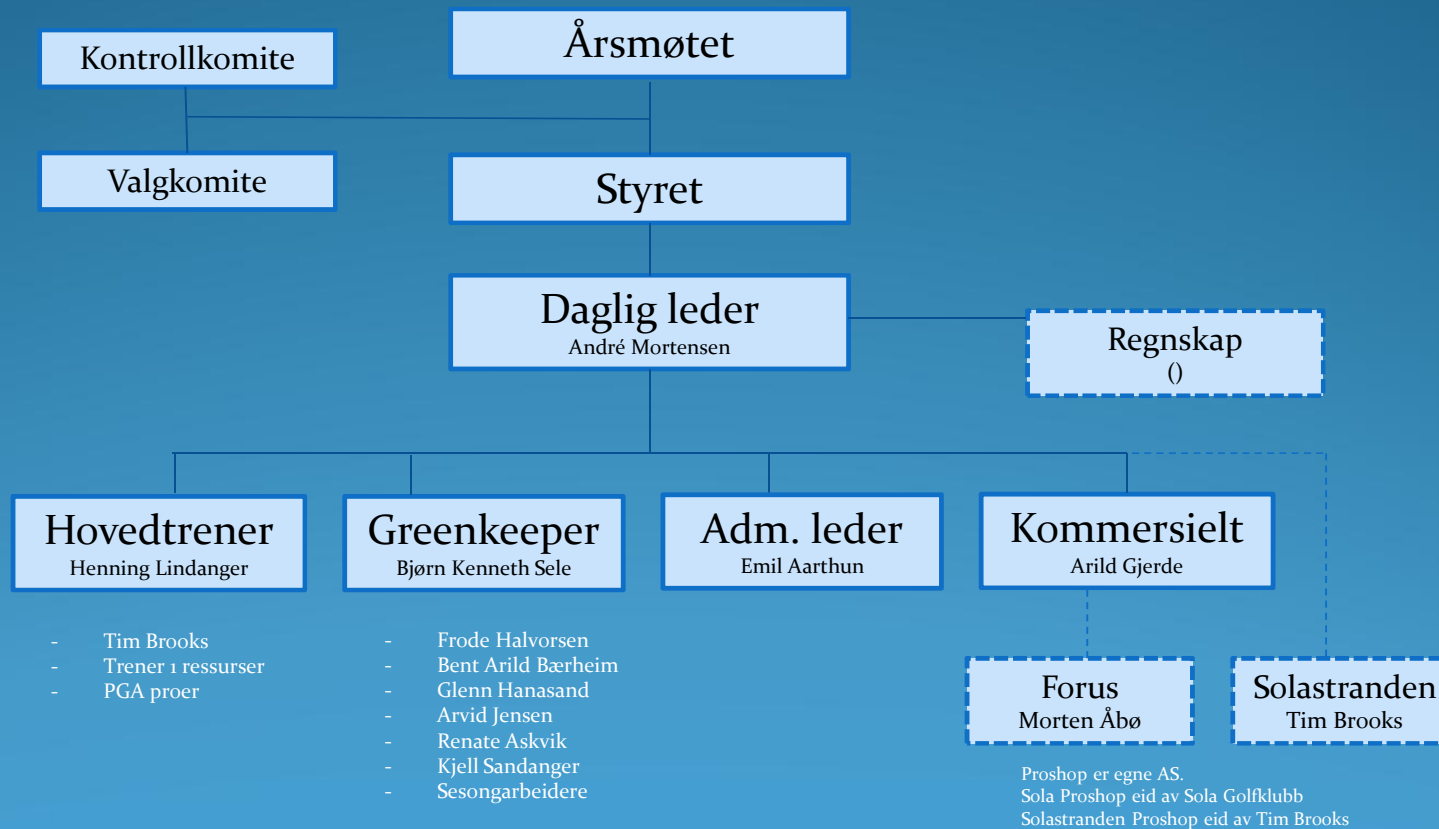 Kontrollkomite
Årsmøtet
Valgkomite
Styret
Daglig leder
André Mortensen
Regnskap
()
Hovedtrener
Henning Lindanger
Greenkeeper
Bjørn Kenneth Sele
Adm. leder
Emil Aarthun
Kommersielt
Arild Gjerde
- Tim Brooks
- Trener 1 ressurser
- PGA proer
- Frode Halvorsen
- Bent Arild Bærheim
- Glenn Hanasand
- Arvid Jensen
- Renate Askvik
- Kjell Sandanger
- Sesongarbeidere
Forus
Morten Åbø
Solastranden
Tim Brooks
Proshop er egne AS.
Sola Proshop eid av Sola Golfklubb
Solastranden Proshop eid av Tim Brooks